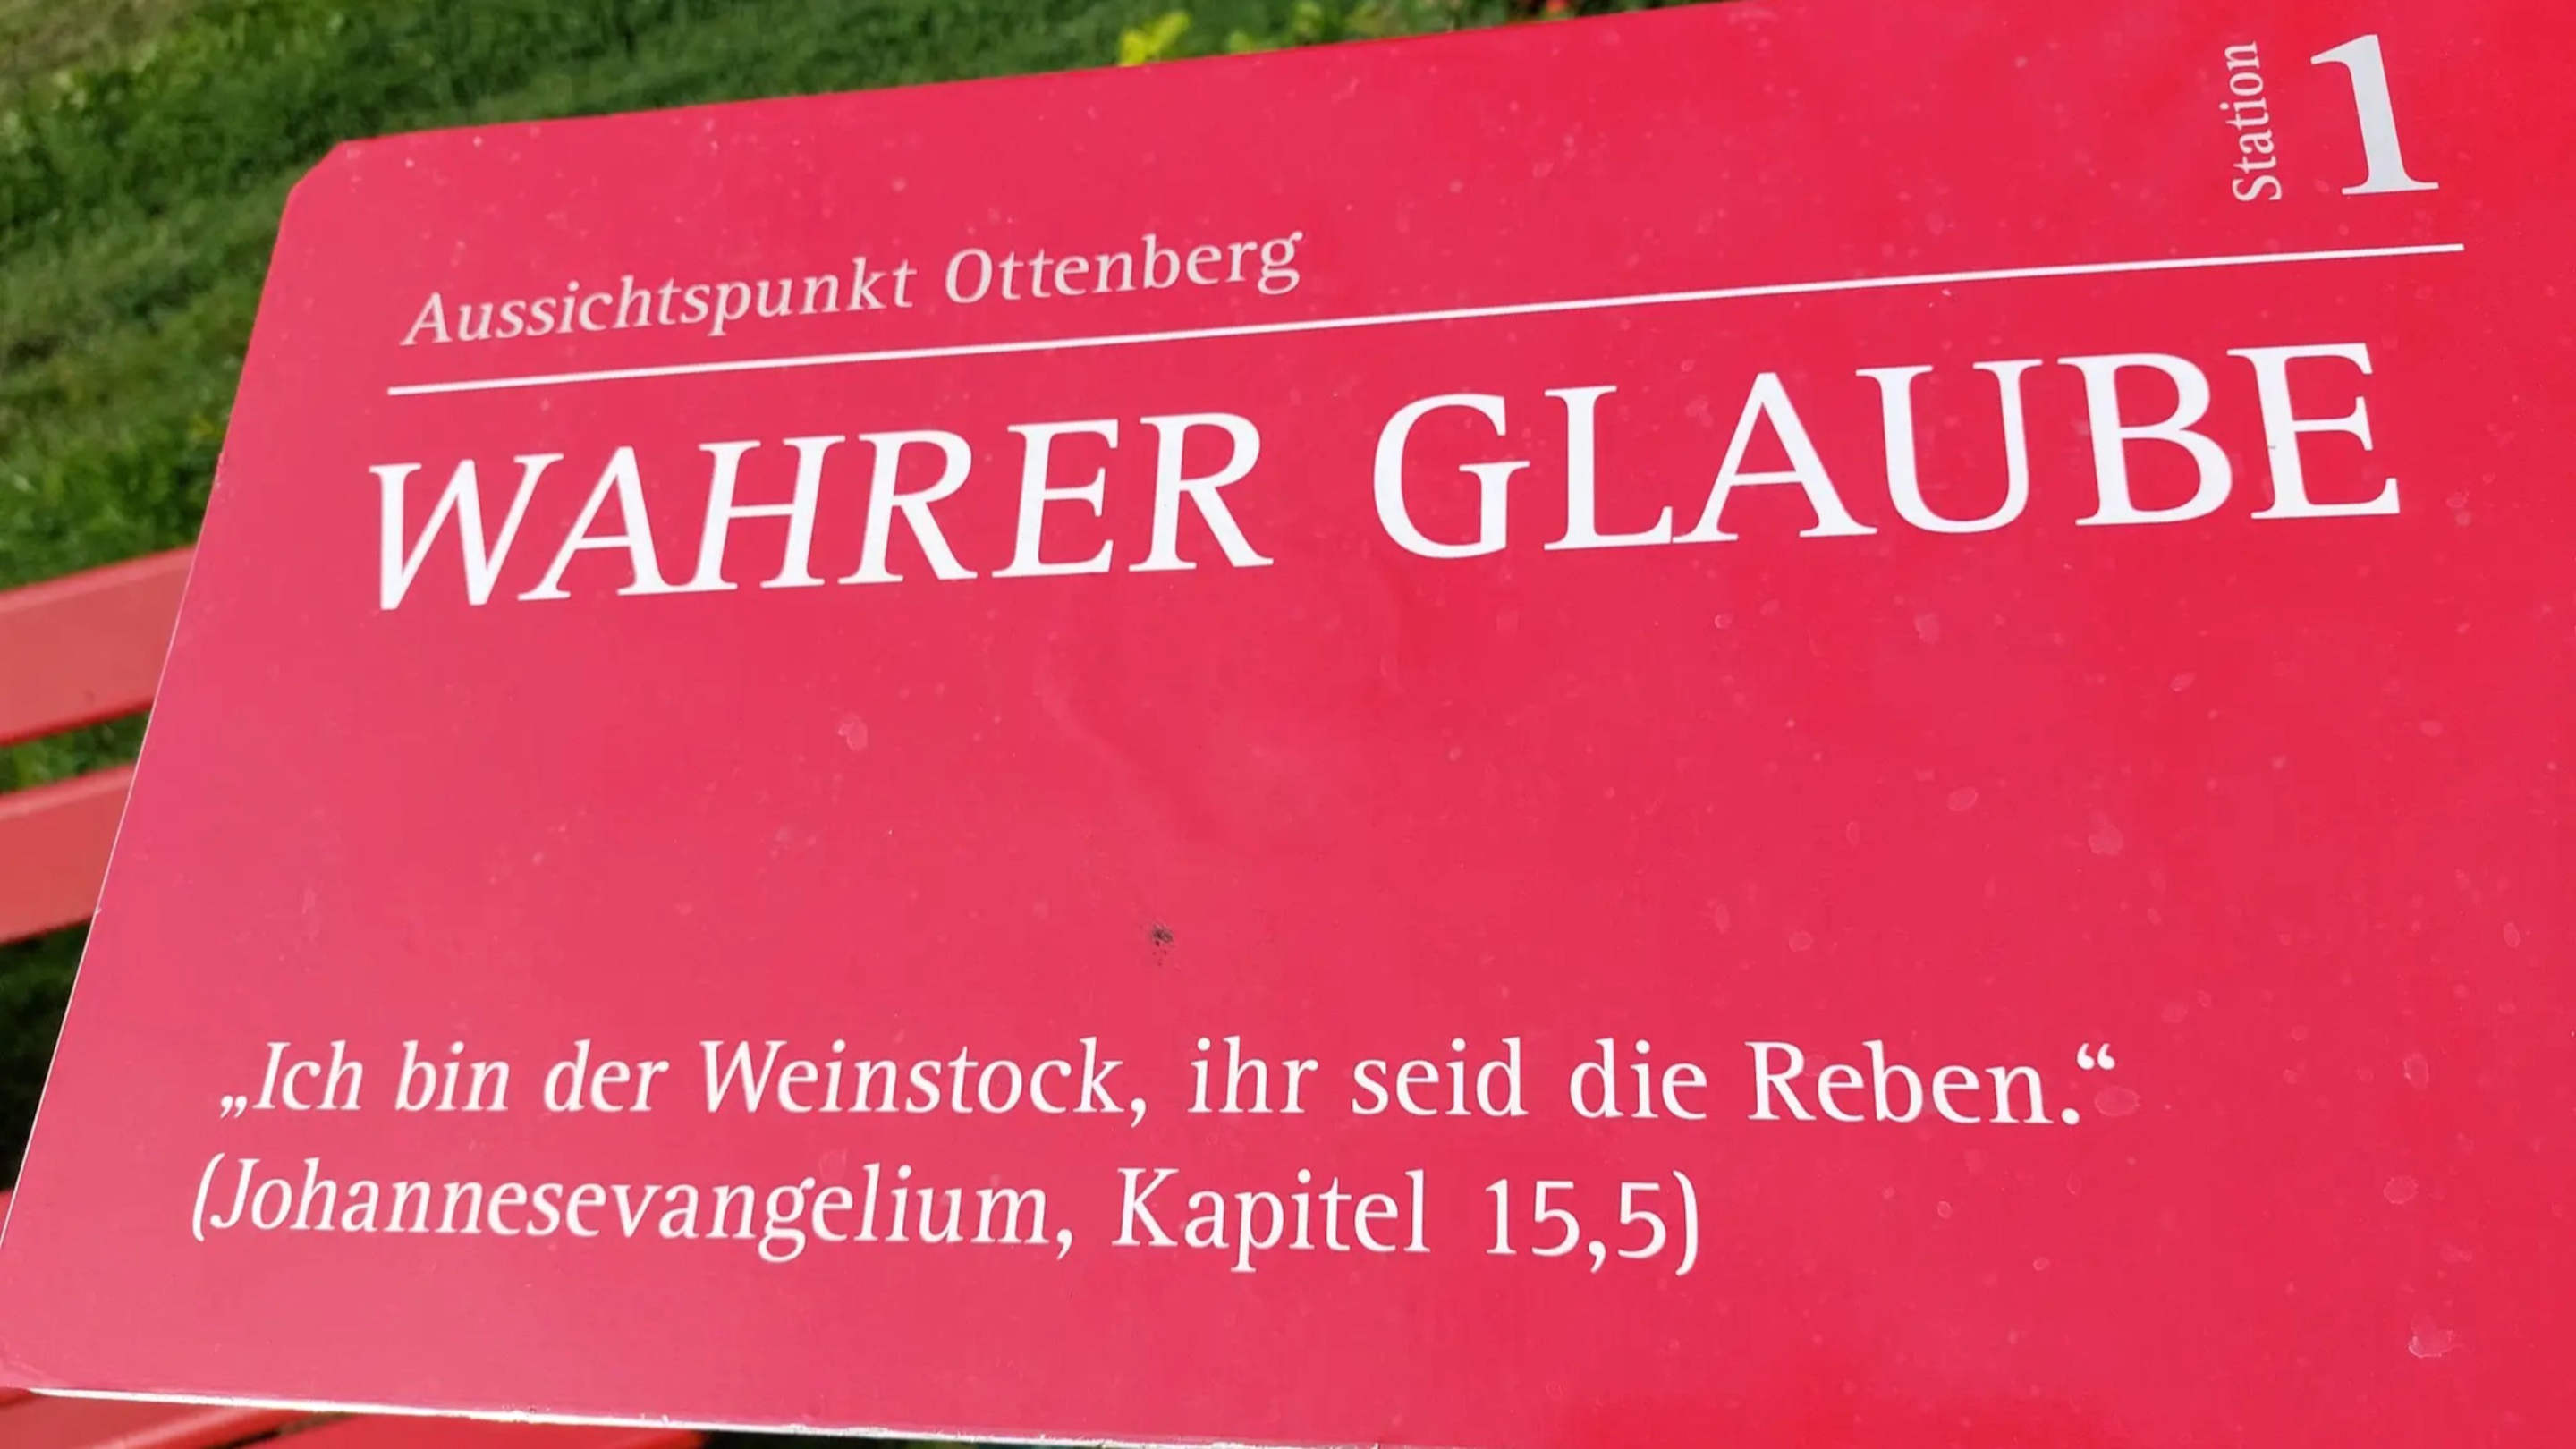 Station 1
Aussichtspunkt Ottenberg
WAHRER GLAUBE
„Ich bin der Weinstock, ihr seid die Reben.“
(Johannesevangelium, Kapitel 15,5)